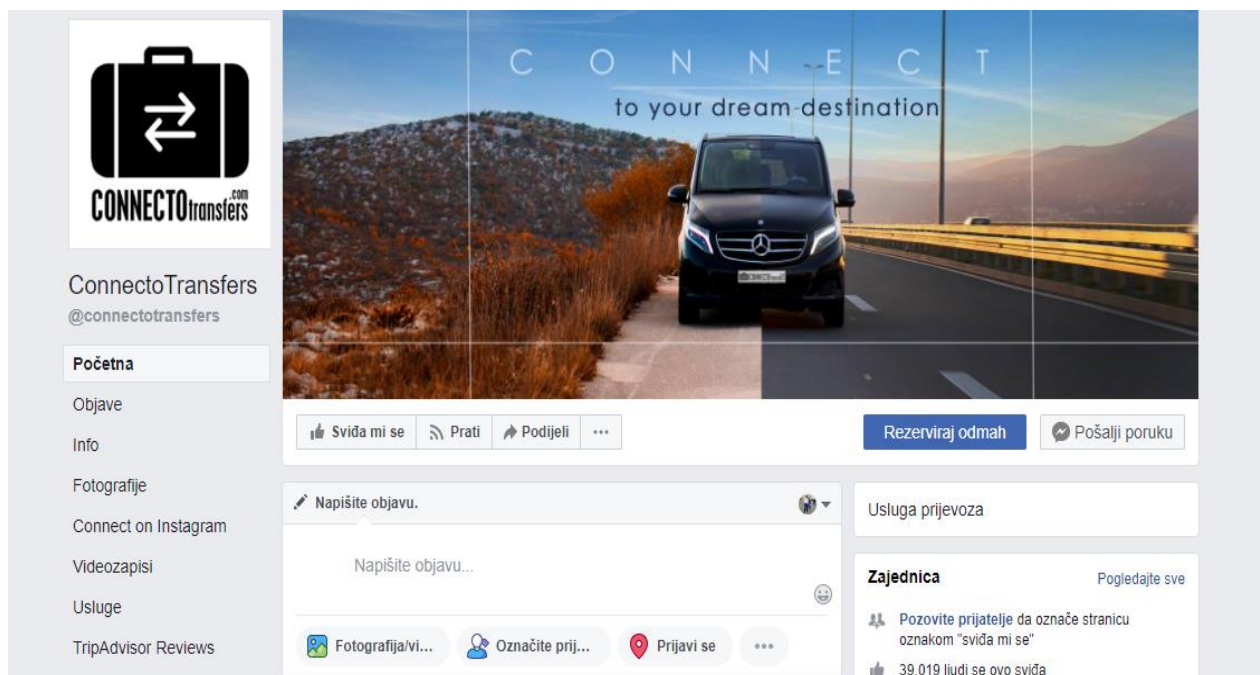 CONNECTOtransfers
.com
ConnectoTransfers
@connectotransfers
Početna
Objave
Info
Fotografije
Connect on Instagram
Videozapisi
Usluge
TripAdvisor Reviews
CONNECT
to your dream destination
Sviđa mi se
Prati
Podijeli
Rezerviraj odmah
Pošalji poruku
Napišite objavu.
Napišite objavu...
Fotografija/vi...
Označite prij...
Prijavi se
Usluga prijevoza
Zajednica
Pogledajte sve
Pozovite prijatelje da označe stranicu
oznakom "sviđa mi se"
39.019 ljudi se ovo sviđa